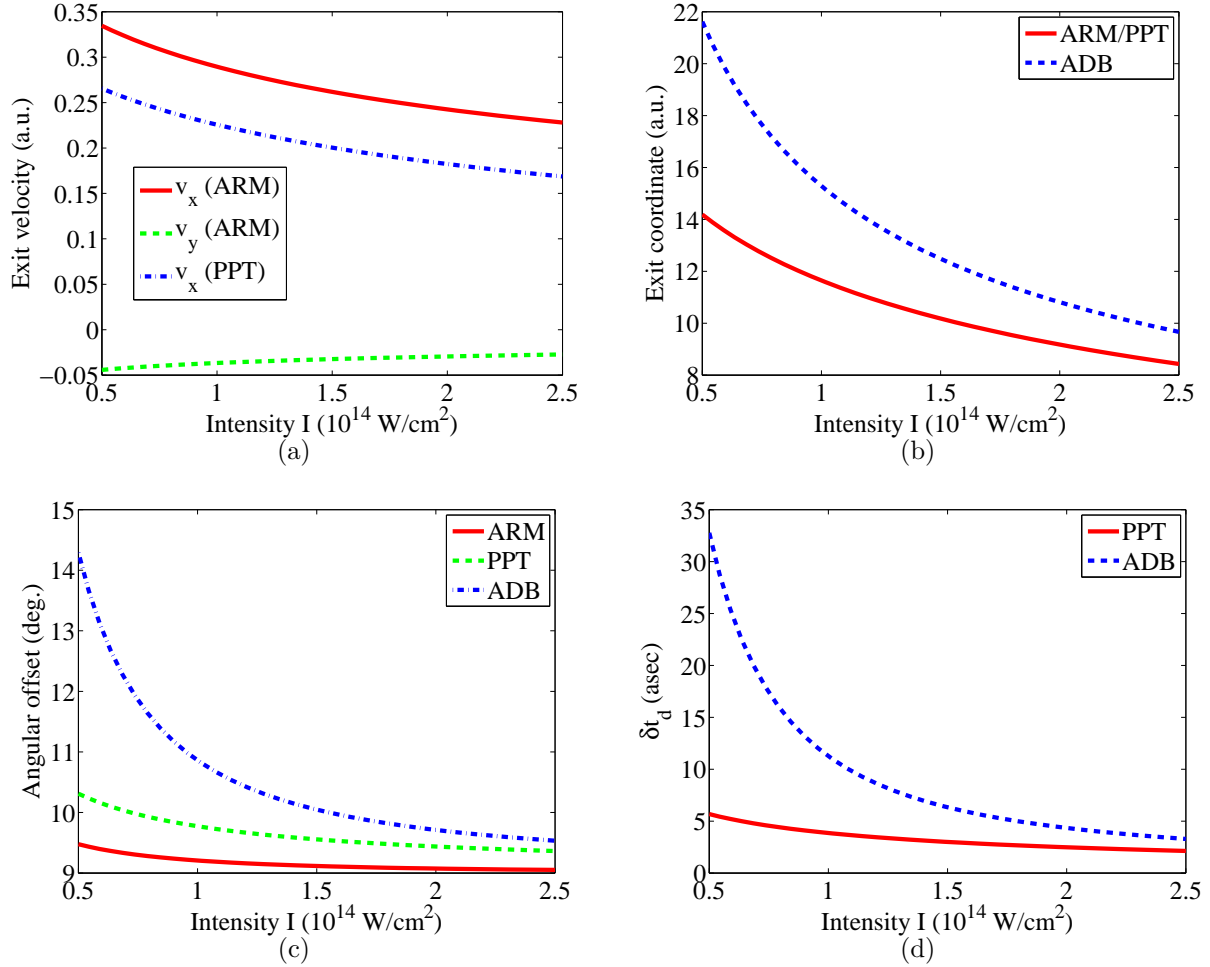 0.35
0.3
0.25
0.2
0.15
0.1
0.05
0
−0.05
Exit velocity (a.u.)
v_x (ARM)
v_y (ARM)
v_x (PPT)
0.5 1 1.5 2 2.5
Intensity I (10^14 W/cm^2)
(a)
22
20
18
16
14
12
10
8
Exit coordinate (a.u.)
ARM/PPT
ADB
0.5 1 1.5 2 2.5
Intensity I (10^14 W/cm^2)
(b)
15
14
13
12
11
10
9
Angular offset (deg.)
ARM
PPT
ADB
0.5 1 1.5 2 2.5
Intensity I (10^14 W/cm^2)
(c)
35
30
25
20
15
10
5
0
δt_d (asec)
PPT
ADB
0.5 1 1.5 2 2.5
Intensity I (10^14 W/cm^2)
(d)